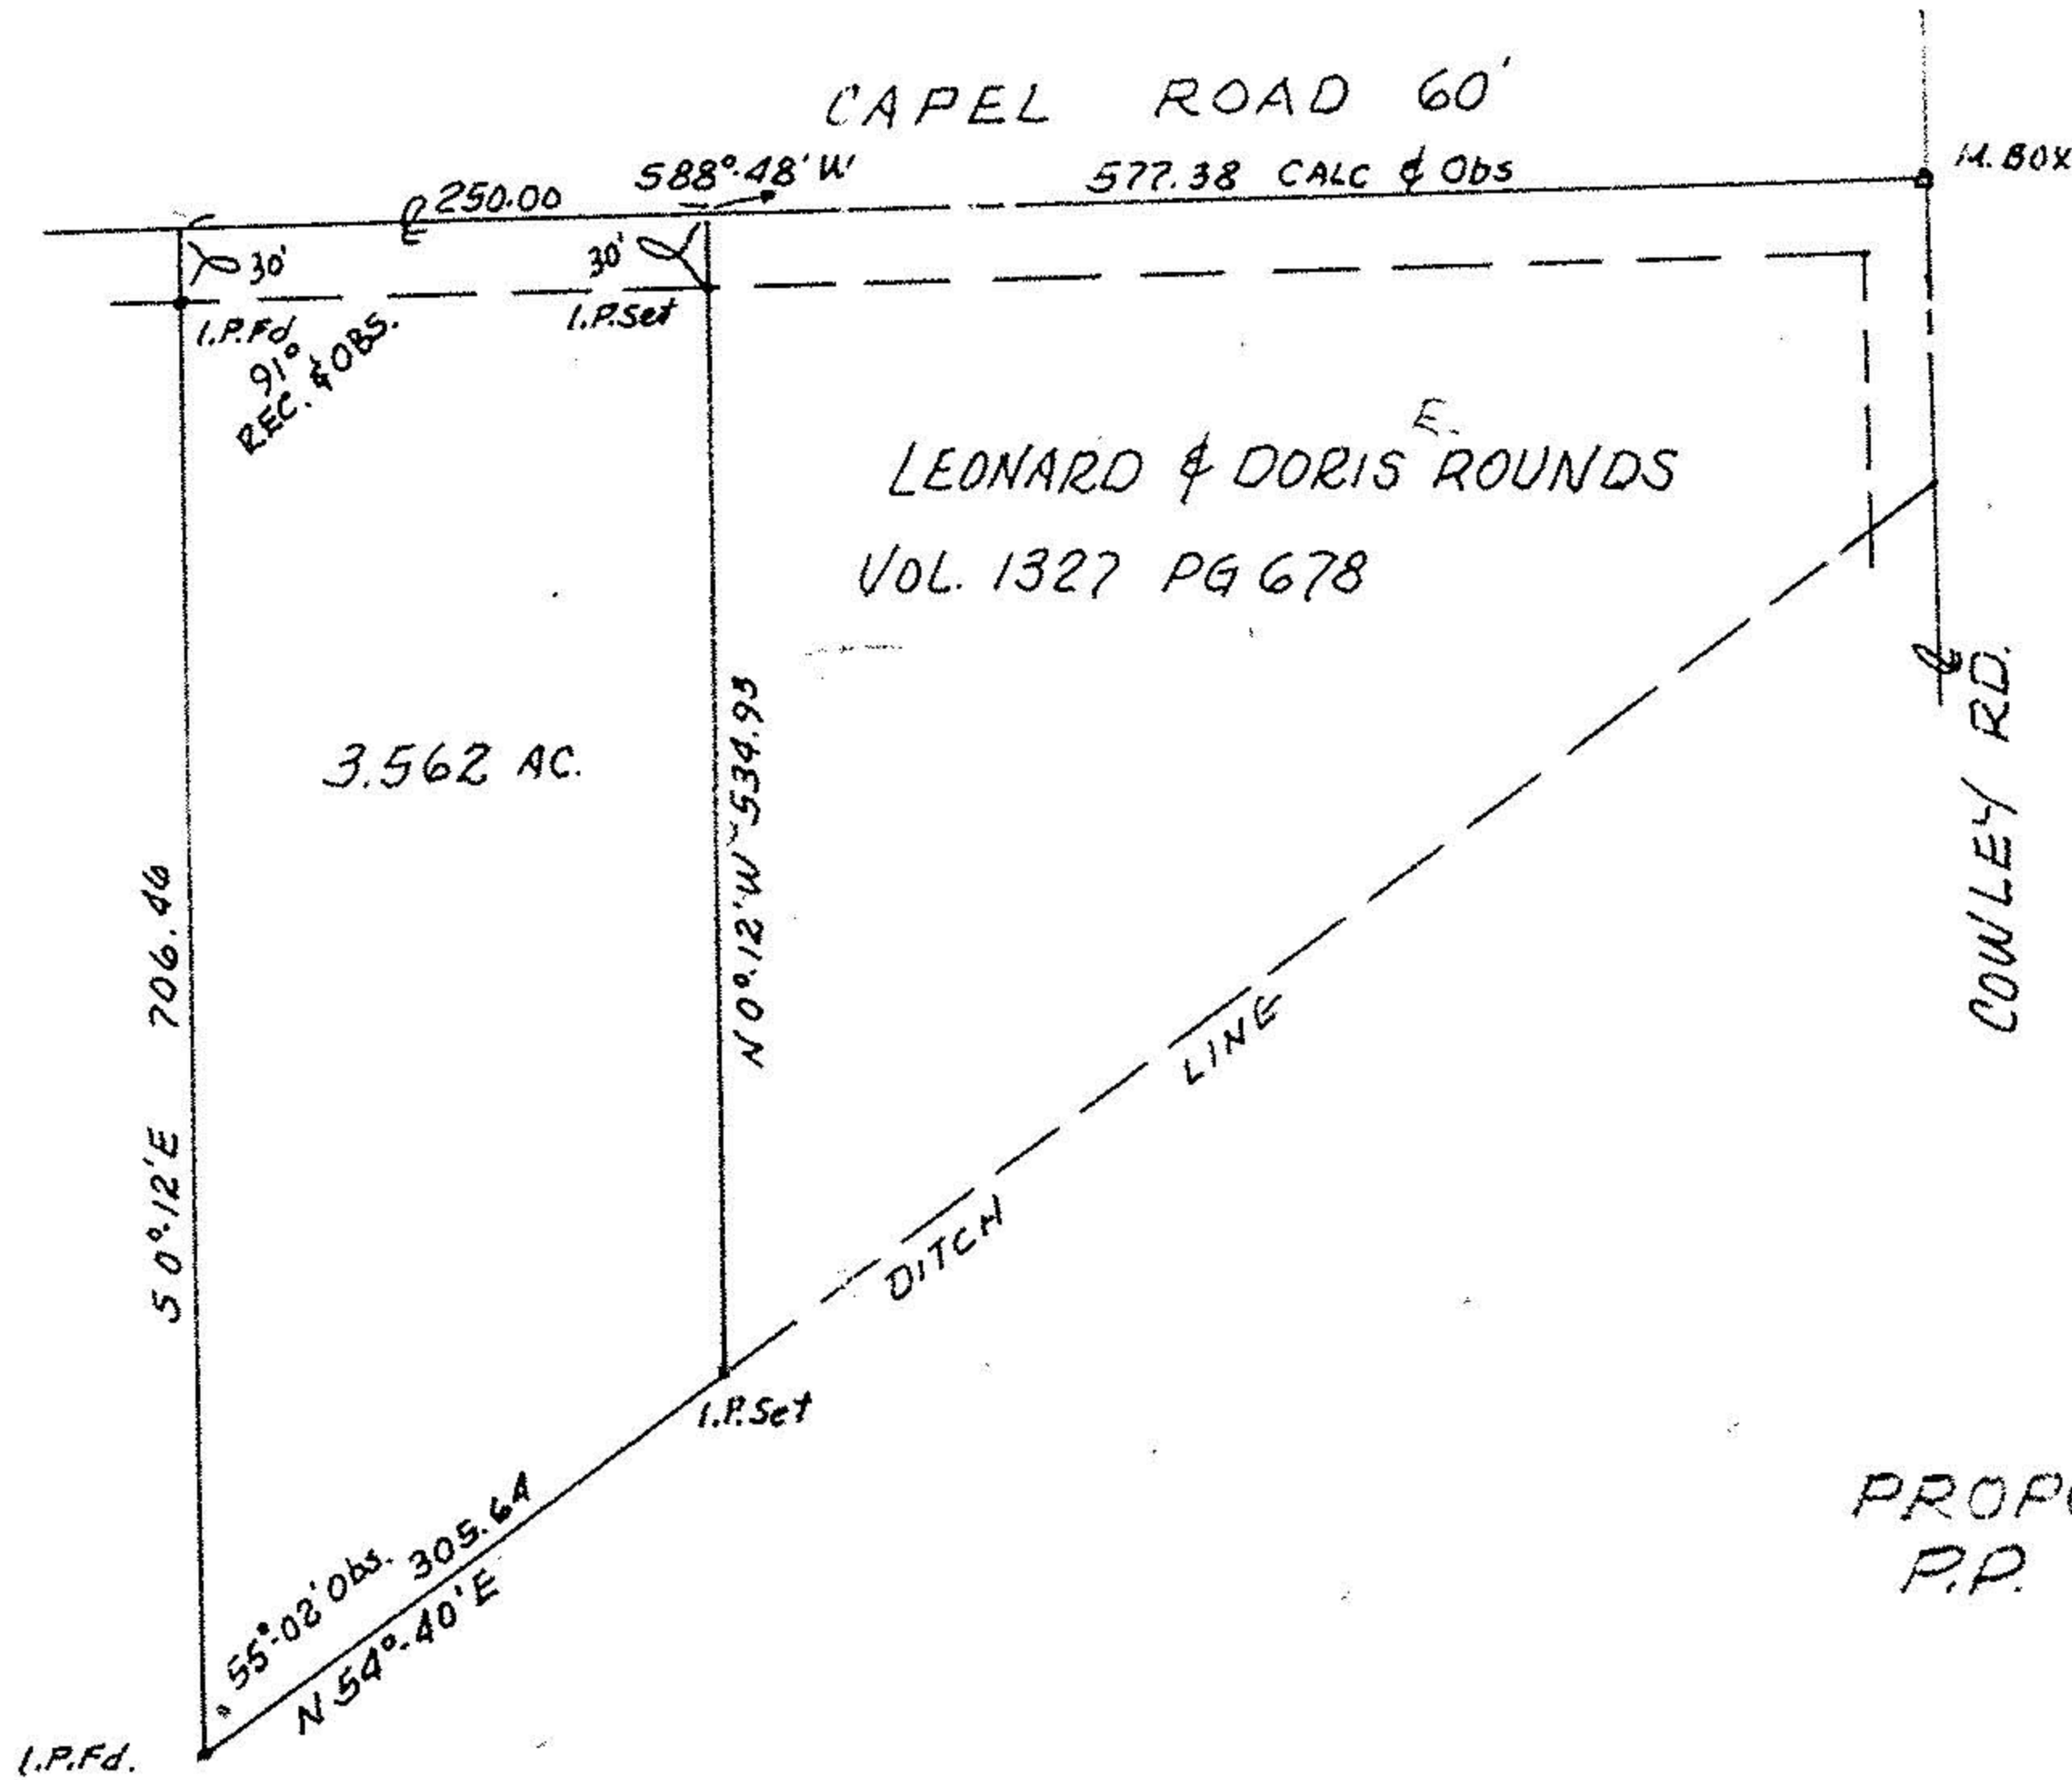 CAPEL ROAD 60'
S88°-48'W
577.38 CALC & Obs
M. BOX
℄ 250.00
30'
30'
I.P.Fd
I.P.Set
91°
REC. & OBS.
E.
LEONARD & DORIS ROUNDS
VOL. 1327 PG 678
3.562 AC.
N 0°-12'W 534.93
S 0°-12'E 706.46
COWLEY RD.
DITCH LINE
I.P.Set
55°-02' Obs. 305.64
N 54°-40'E
I.P.Fd.
P.P.